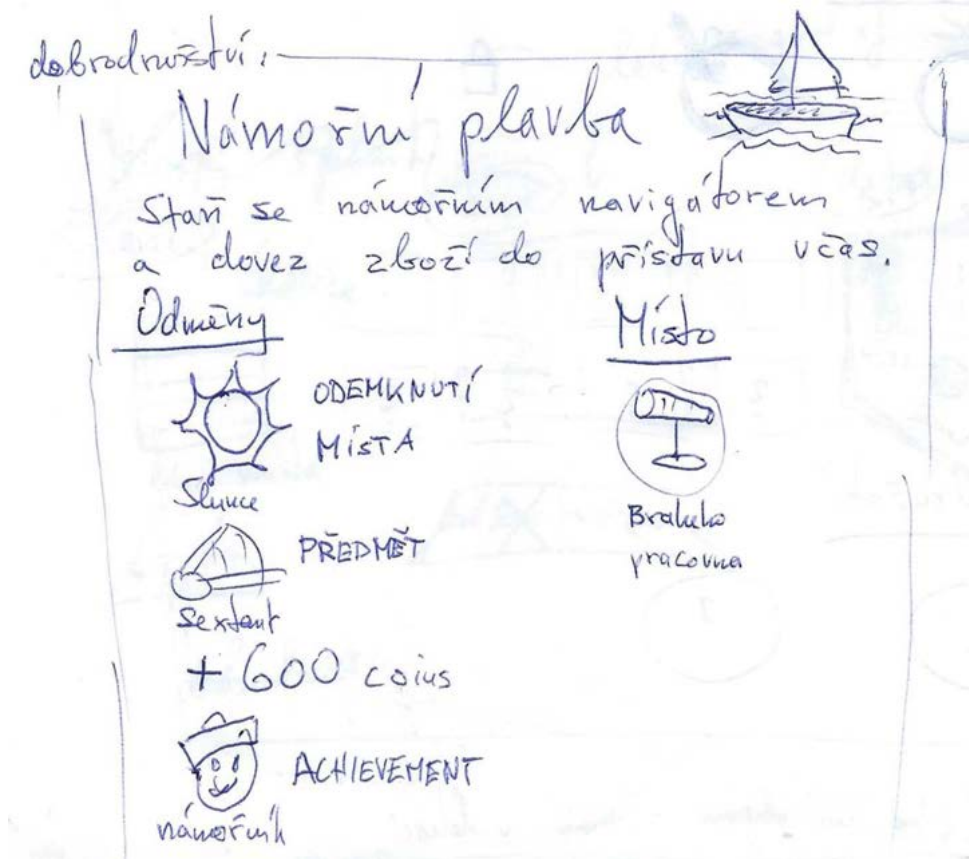 dobrodružství:
Námořní plavba
Staň se námořním navigátorem
a dovez zboží do přístavu včas.
Odměny
Místo
ODEMKNUTÍ
MÍSTA
Slunce
PŘEDMĚT
Sextant
+ 600 coins
ACHIEVEMENT
námořník
pracovna